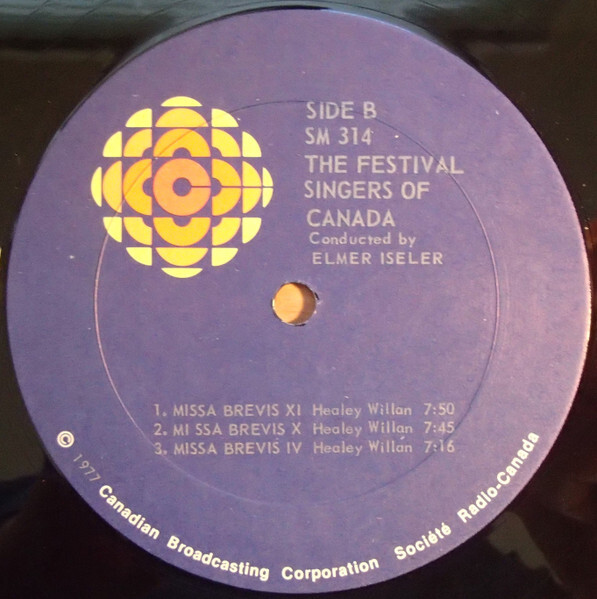 SIDE B
SM 314
THE FESTIVAL
SINGERS OF
CANADA
Conducted by
ELMER ISELER
1. MISSA BREVIS XI Healey Willan 7:50
2. MI SSA BREVIS X Healey Willan 7:45
3. MISSA BREVIS IV Healey Willan 7:16
© 1977 Canadian Broadcasting Corporation Société Radio-Canada